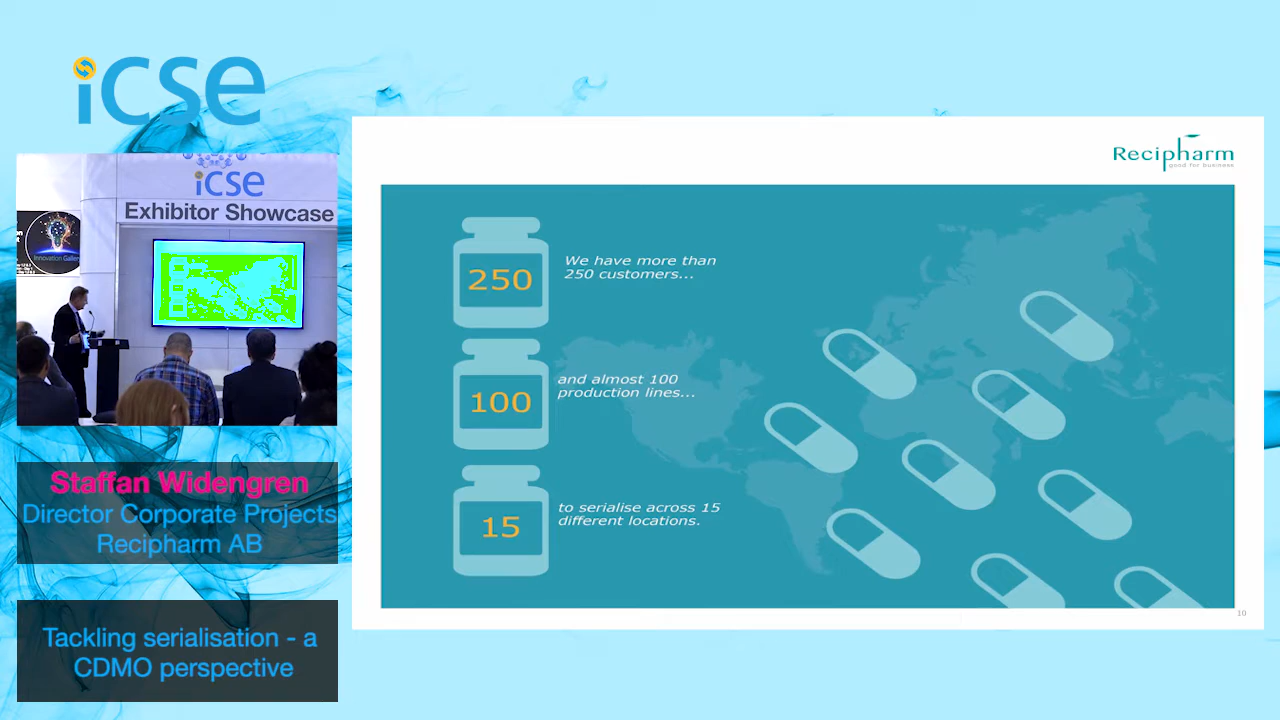 icse
icse
Exhibitor Showcase
Innovation Gallery
Staffan Widengren
Director Corporate Projects
Recipharm AB
Tackling serialisation - a
CDMO perspective
Recipharm
good for business
250
We have more than
250 customers...
100
and almost 100
production lines...
15
to serialise across 15
different locations.
10